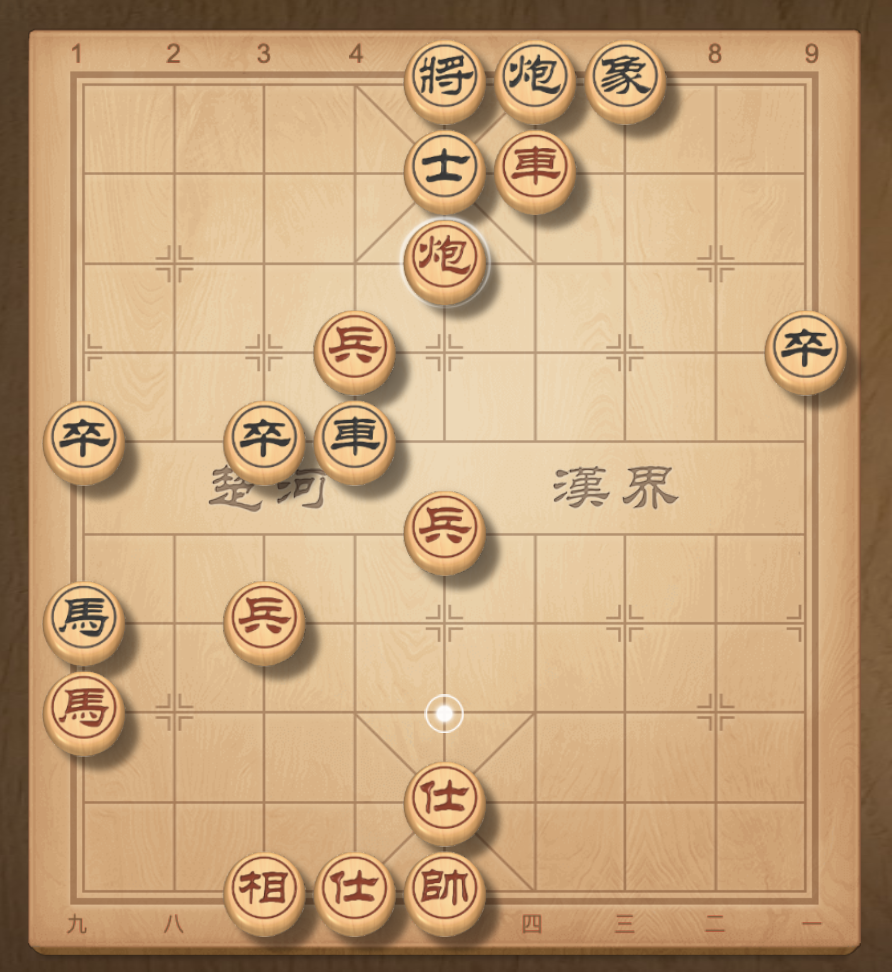 1 2 3 4 8 9
將 炮 象
士 車
炮
兵 卒
卒 卒 車
楚河 漢界
兵
馬 兵
馬
仕
相 仕 帥
九 八 四 三 二 一